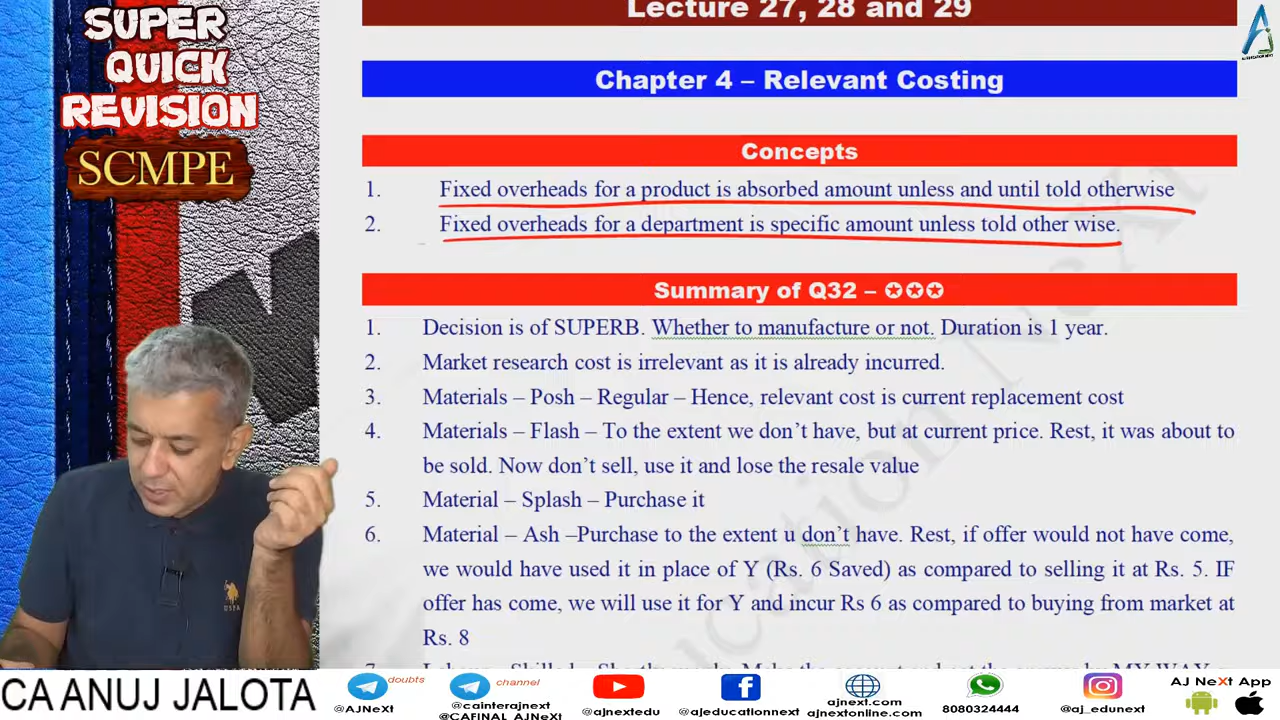 Lecture 27, 28 and 29
SUPER
QUICK
REVISION
SCMPE
Chapter 4 – Relevant Costing
Concepts
1. Fixed overheads for a product is absorbed amount unless and until told otherwise
2. Fixed overheads for a department is specific amount unless told other wise.
Summary of Q32 – ✪✪✪
1. Decision is of SUPERB. Whether to manufacture or not. Duration is 1 year.
2. Market research cost is irrelevant as it is already incurred.
3. Materials – Posh – Regular – Hence, relevant cost is current replacement cost
4. Materials – Flash – To the extent we don't have, but at current price. Rest, it was about to
be sold. Now don't sell, use it and lose the resale value
5. Material – Splash – Purchase it
6. Material – Ash –Purchase to the extent u don't have. Rest, if offer would not have come,
we would have used it in place of Y (Rs. 6 Saved) as compared to selling it at Rs. 5. IF
offer has come, we will use it for Y and incur Rs 6 as compared to buying from market at
Rs. 8
CA ANUJ JALOTA
doubts
@AJNeXt
channel
@cainterajnext
@CAFINAL_AJNeXt
@ajnextedu
@ajeducationnext
ajnext.com
ajnextonline.com
8080324444
@aj_edunext
AJ NeXt App